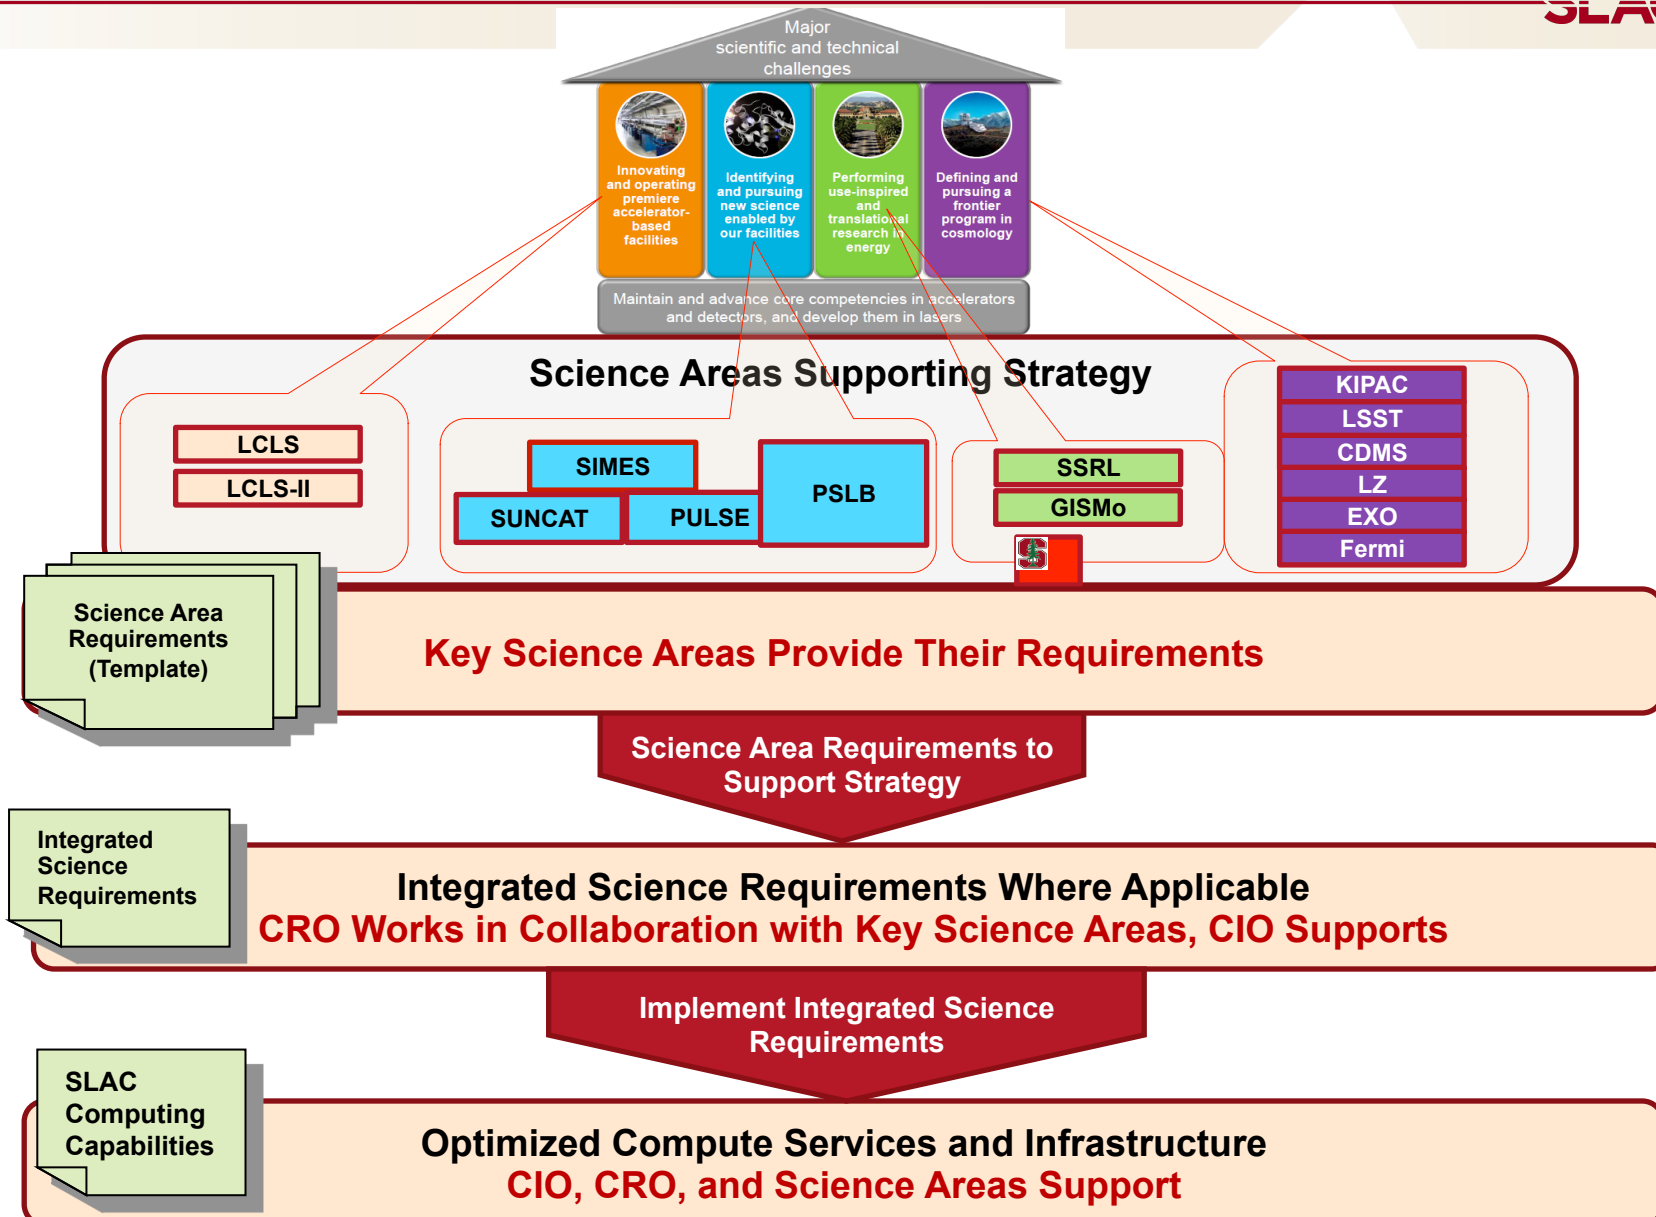 SLAC
Major
scientific and technical
challenges
Innovating
and operating
premiere
accelerator-
based
facilities
Identifying
and pursuing
new science
enabled by
our facilities
Performing
use-inspired
and
translational
research in
energy
Defining and
pursuing a
frontier
program in
cosmology
Maintain and advance core competencies in accelerators
and detectors, and develop them in lasers
Science Areas Supporting Strategy
LCLS
LCLS-II
SIMES
SUNCAT
PULSE
PSLB
SSRL
GISMo
S
KIPAC
LSST
CDMS
LZ
EXO
Fermi
Science Area
Requirements
(Template)
Key Science Areas Provide Their Requirements
Science Area Requirements to
Support Strategy
Integrated
Science
Requirements
Integrated Science Requirements Where Applicable
CRO Works in Collaboration with Key Science Areas, CIO Supports
Implement Integrated Science
Requirements
SLAC
Computing
Capabilities
Optimized Compute Services and Infrastructure
CIO, CRO, and Science Areas Support